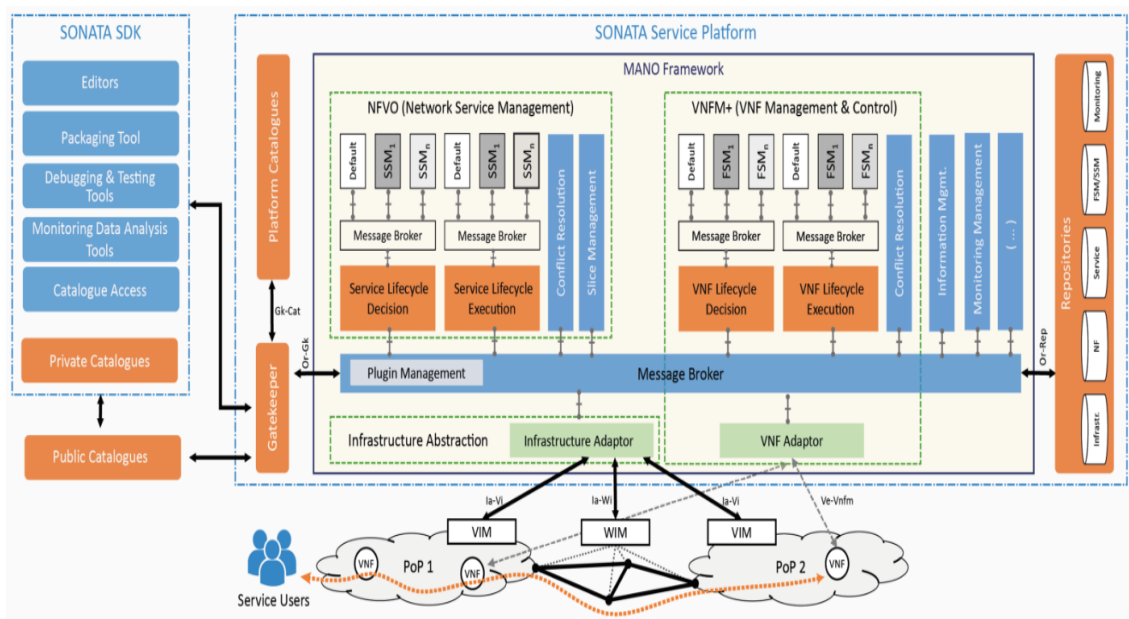 SONATA SDK
Editors
Packaging Tool
Debugging & Testing
Tools
Monitoring Data Analysis
Tools
Catalogue Access
Private Catalogues
Public Catalogues
SONATA Service Platform
Platform Catalogues
Gk-Cat
Gatekeeper
Or-Gk
MANO Framework
NFVO (Network Service Management)
Default
SSM1
SSMn
Default
SSM1
SSMn
Message Broker
Message Broker
Service Lifecycle
Decision
Service Lifecycle
Execution
Conflict Resolution
Slice Management
VNFM+ (VNF Management & Control)
Default
FSM1
FSMn
Default
FSM1
FSMn
Message Broker
Message Broker
VNF Lifecycle
Decision
VNF Lifecycle
Execution
Conflict Resolution
Information Mgmt.
Monitoring Management
( ... )
Plugin Management
Message Broker
Or-Rep
Repositories
Monitoring
FSM/SSM
Service
NF
Infrastr.
Infrastructure Abstraction
Infrastructure Adaptor
VNF Adaptor
Ia-Vi
Ia-Wi
Ia-Vi
Ve-Vnfm
VIM
WIM
VIM
VNF
PoP 1
VNF
PoP 2
VNF
Service Users